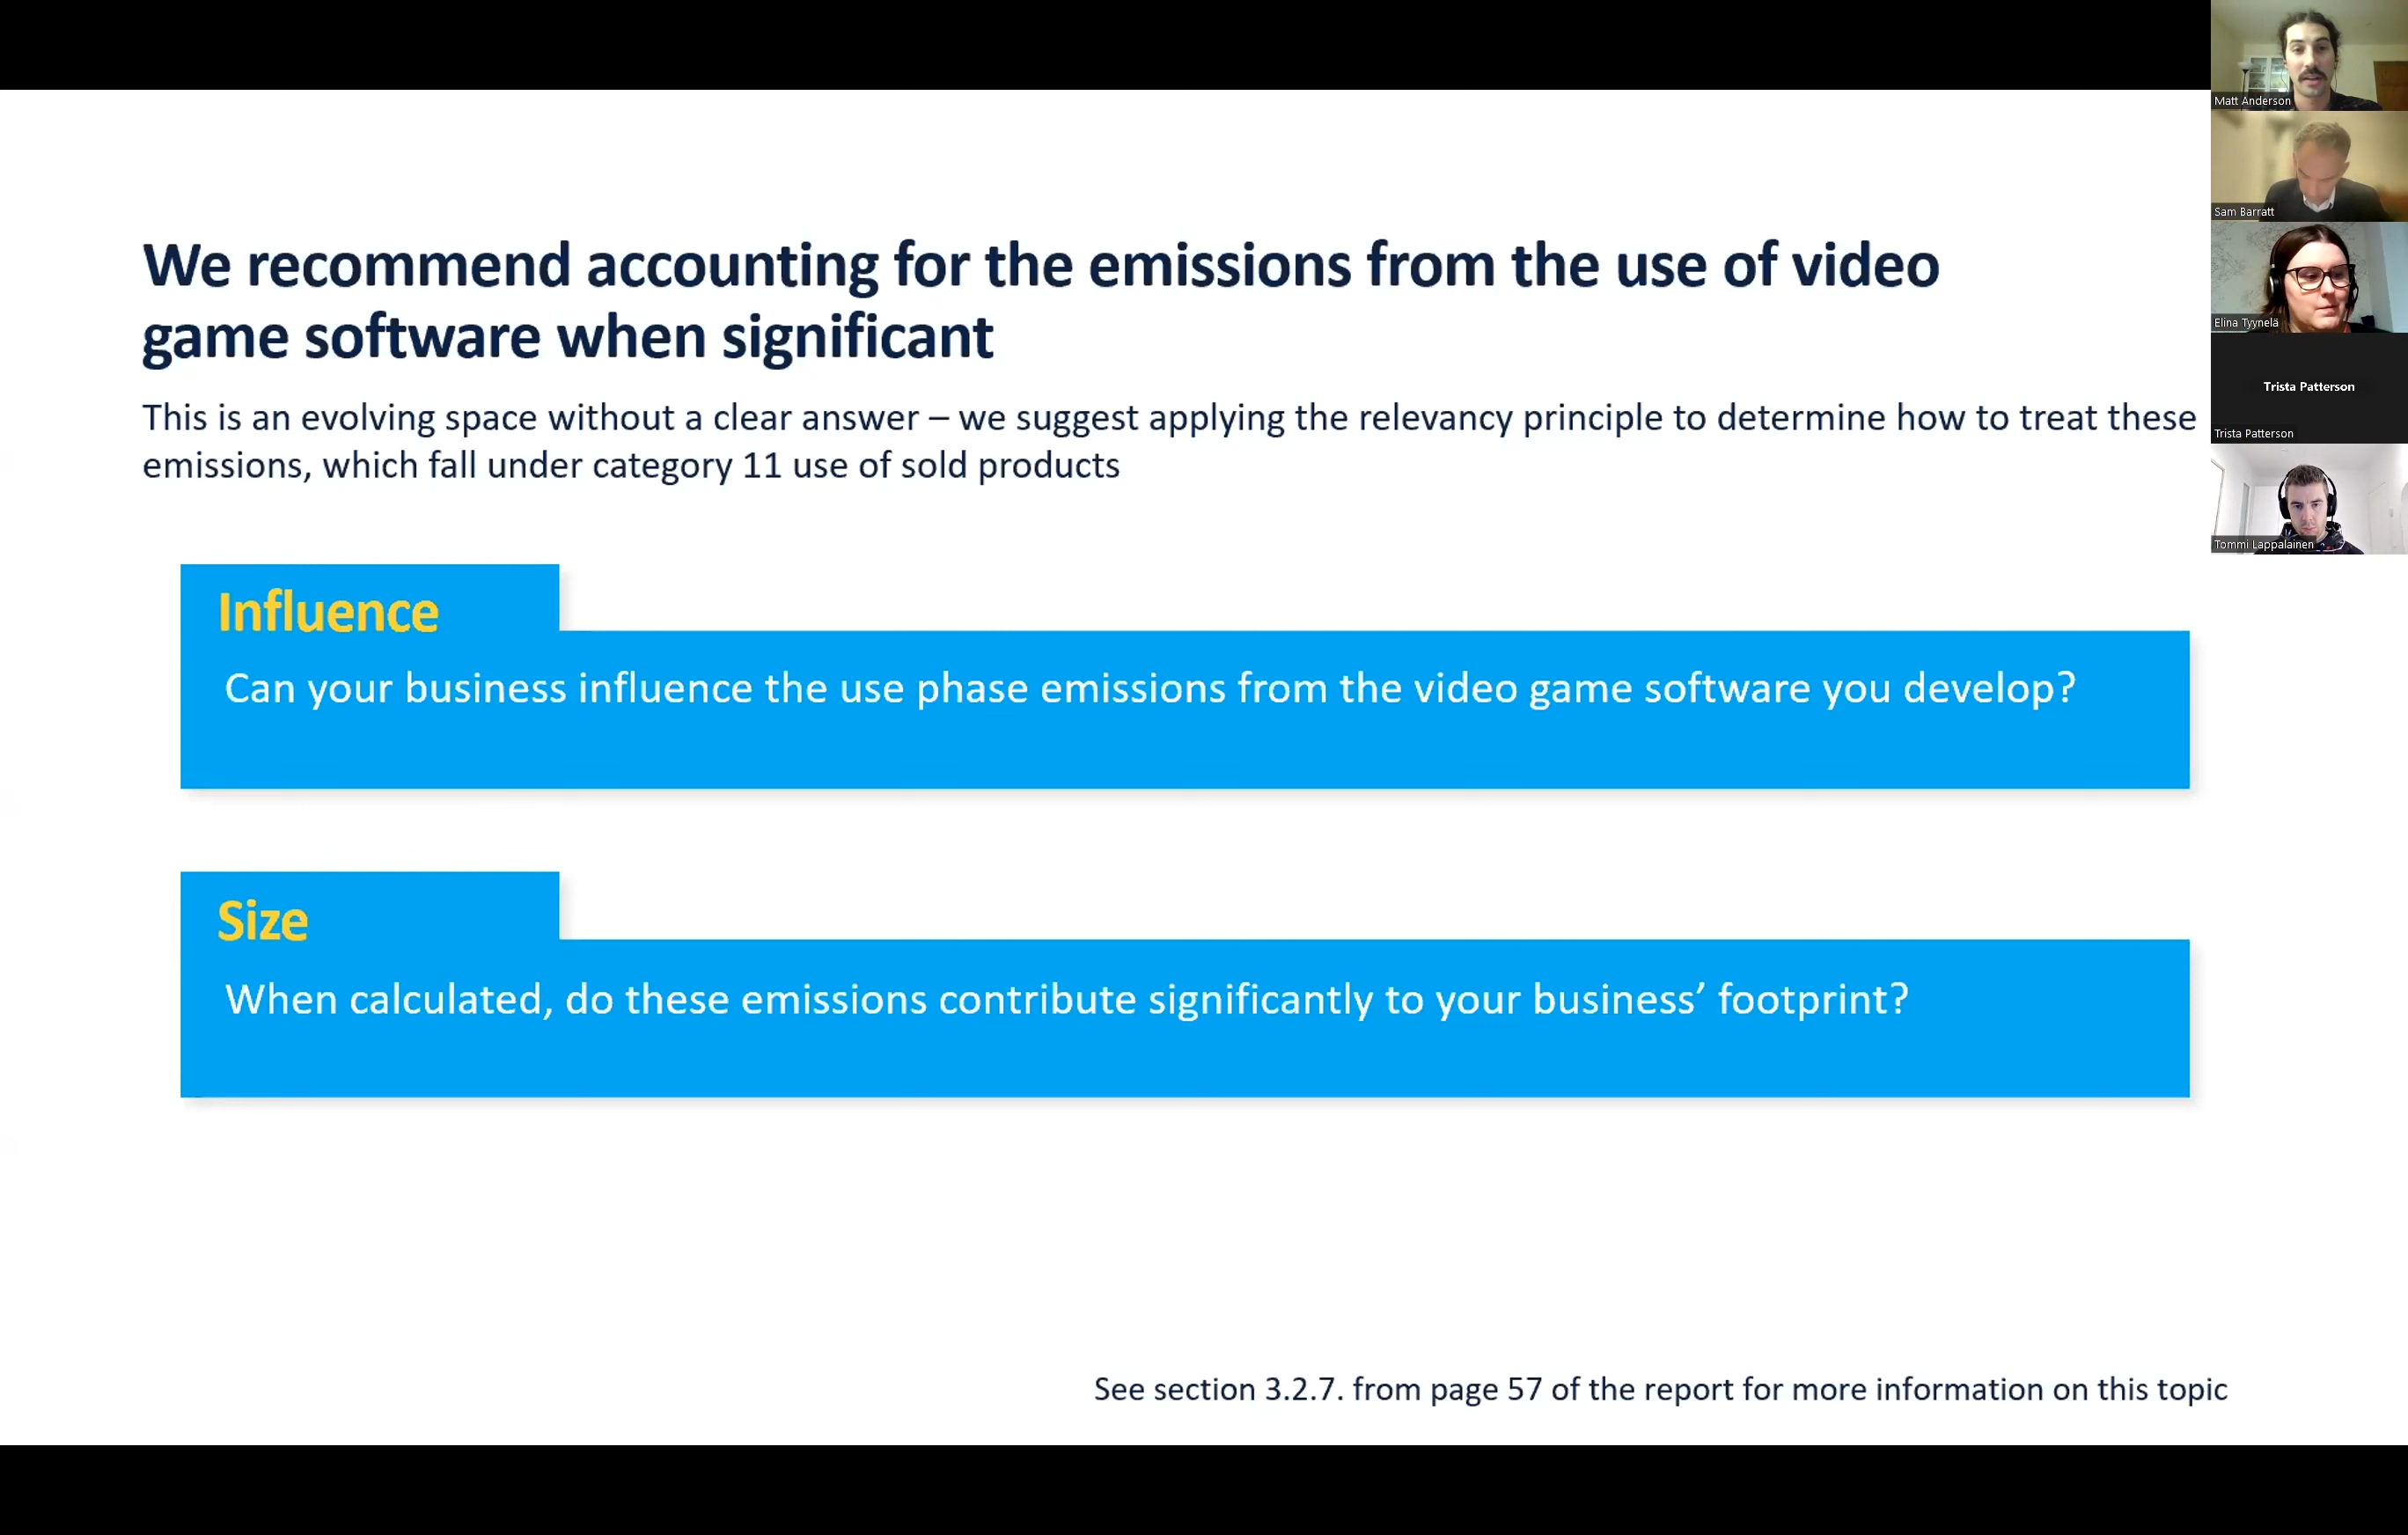 We recommend accounting for the emissions from the use of video
game software when significant
This is an evolving space without a clear answer – we suggest applying the relevancy principle to determine how to treat these
emissions, which fall under category 11 use of sold products
Influence
Can your business influence the use phase emissions from the video game software you develop?
Size
When calculated, do these emissions contribute significantly to your business’ footprint?
See section 3.2.7. from page 57 of the report for more information on this topic
Matt Anderson
Sam Barratt
Elina Tyynelä
Trista Patterson
Trista Patterson
Tommi Lappalainen